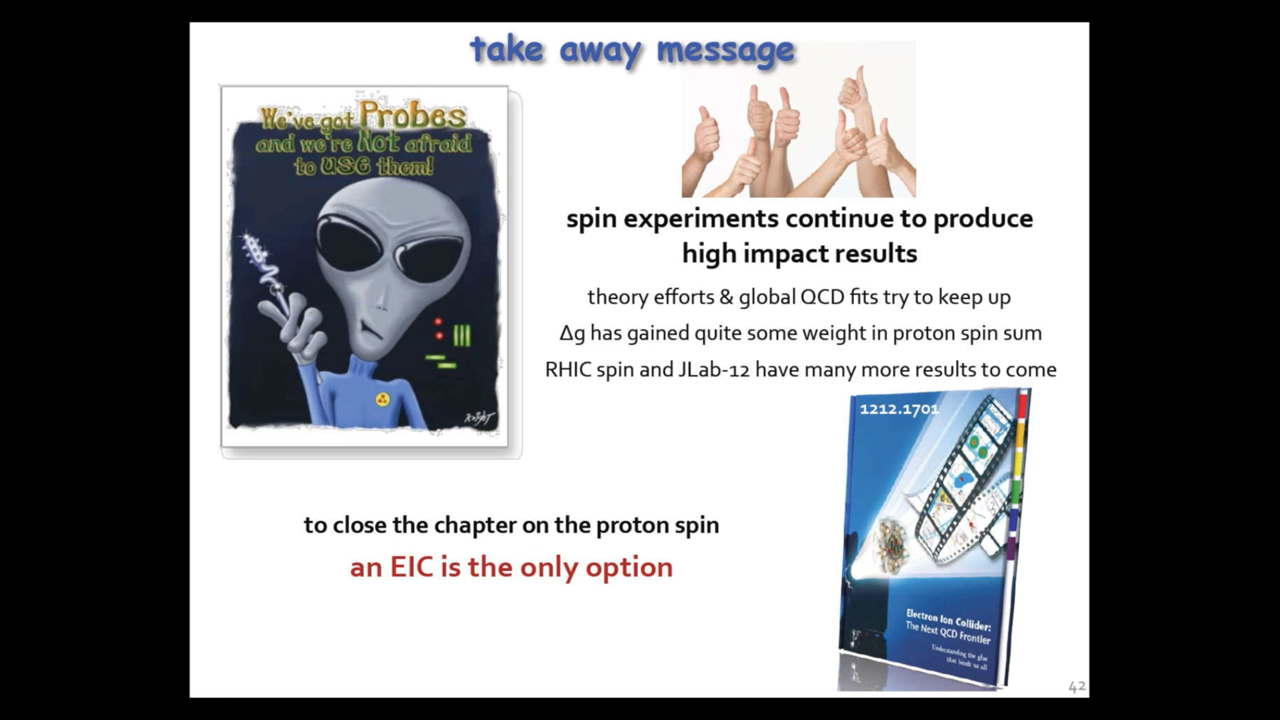 take away message
We've got Probes
and we're Not afraid
to USE them!
Knight
spin experiments continue to produce
high impact results
theory efforts & global QCD fits try to keep up
Δg has gained quite some weight in proton spin sum
RHIC spin and JLab-12 have many more results to come
1212.1701
to close the chapter on the proton spin
an EIC is the only option
Electron Ion Collider:
The Next QCD Frontier
Understanding the glue
that binds us all
42